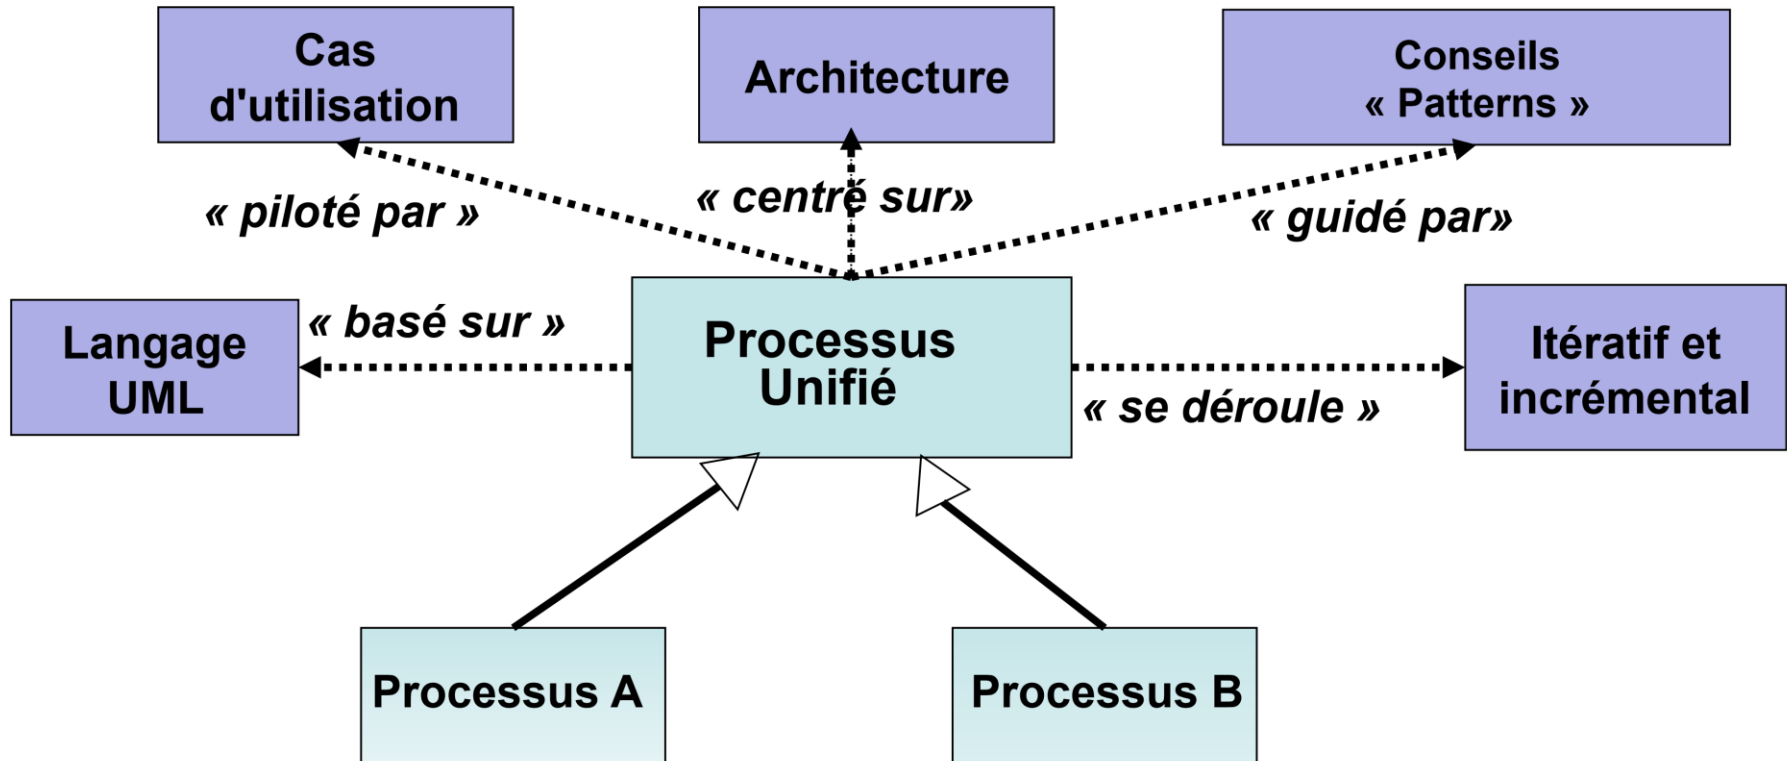 Cas
d'utilisation
Architecture
Conseils
« Patterns »
« piloté par »
« centré sur»
« guidé par»
Langage
UML
« basé sur »
Processus
Unifié
« se déroule »
Itératif et
incrémental
Processus A
Processus B